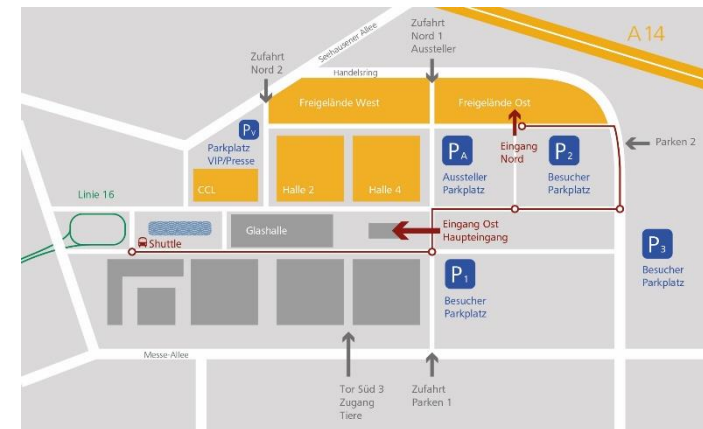 A 14
Zufahrt
Nord 1
Aussteller
Seehausener Allee
Zufahrt
Nord 2
Handelsring
Freigelände West
Freigelände Ost
PV
Parkplatz
VIP/Presse
PA
Aussteller
Parkplatz
Eingang
Nord
P2
Besucher
Parkplatz
Parken 2
CCL
Halle 2
Halle 4
Linie 16
Shuttle
Glashalle
Eingang Ost
Haupteingang
P3
Besucher
Parkplatz
P1
Besucher
Parkplatz
Messe-Allee
Tor Süd 3
Zugang
Tiere
Zufahrt
Parken 1